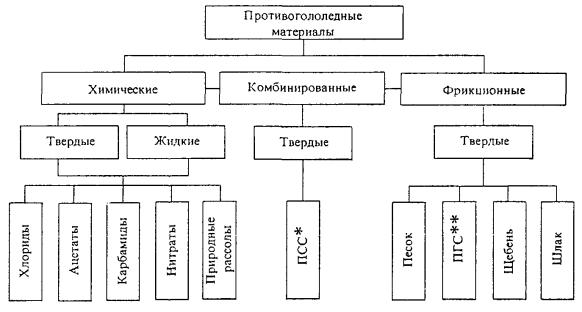 Противогололедные
материалы
Химические
Комбинированные
Фрикционные
Твердые
Жидкие
Твердые
Твердые
Хлориды
Ацетаты
Карбамиды
Нитраты
Природные
рассолы
ПСС*
Песок
ПГС**
Щебень
Шлак